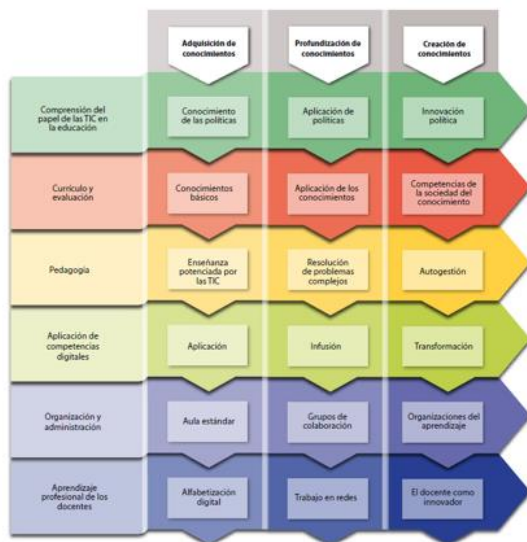 Adquisición de
conocimientos
Profundización de
conocimientos
Creación de
conocimientos
Comprensión del
papel de las TIC en
la educación
Conocimiento
de las políticas
Aplicación de
políticas
Innovación
política
Currículo y
evaluación
Conocimientos
básicos
Aplicación de los
conocimientos
Competencias de
la sociedad del
conocimiento
Pedagogía
Enseñanza
potenciada por
las TIC
Resolución
de problemas
complejos
Autogestión
Aplicación de
competencias
digitales
Aplicación
Infusión
Transformación
Organización y
administración
Aula estándar
Grupos de
colaboración
Organizaciones del
aprendizaje
Aprendizaje
profesional de los
docentes
Alfabetización
digital
Trabajo en redes
El docente como
innovador